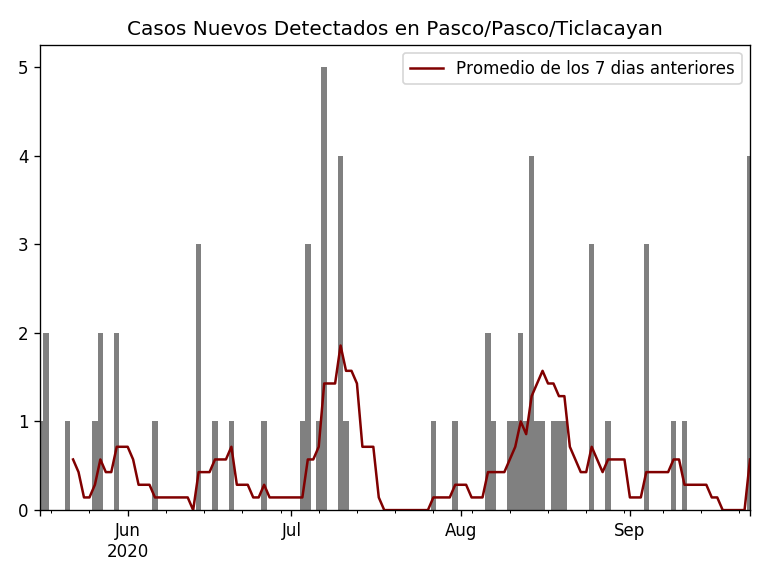 Casos Nuevos Detectados en Pasco/Pasco/Ticlacayan
Promedio de los 7 dias anteriores
5
4
3
2
1
0
Jun Jul Aug Sep
2020